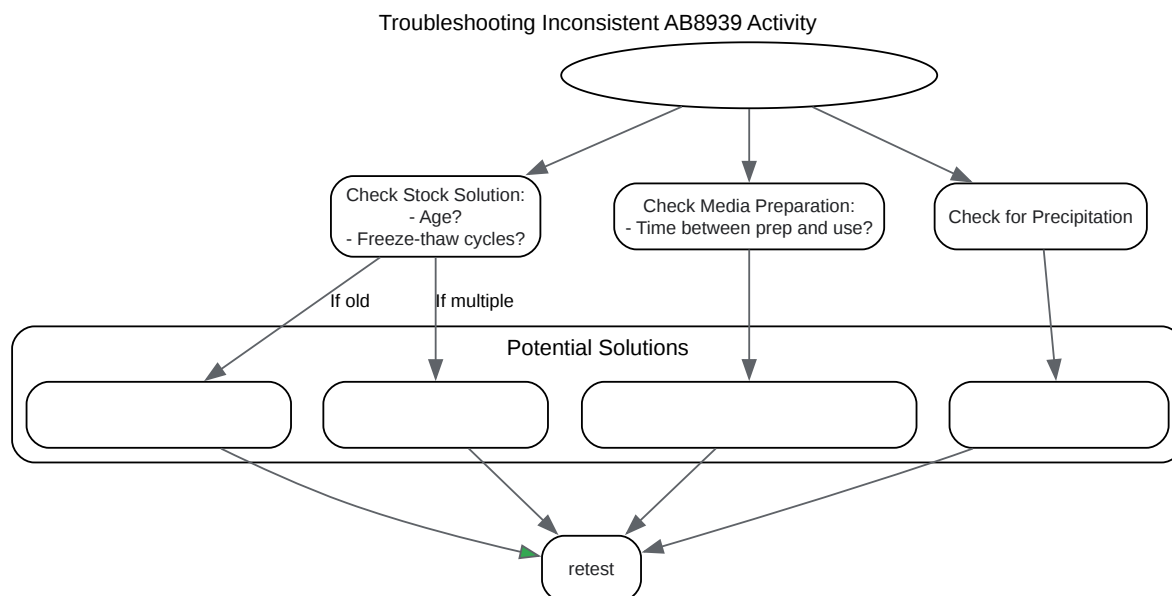 Troubleshooting Inconsistent AB8939 Activity
Check Stock Solution:
- Age?
- Freeze-thaw cycles?
Check Media Preparation:
- Time between prep and use?
Check for Precipitation
If old
If multiple
Potential Solutions
retest